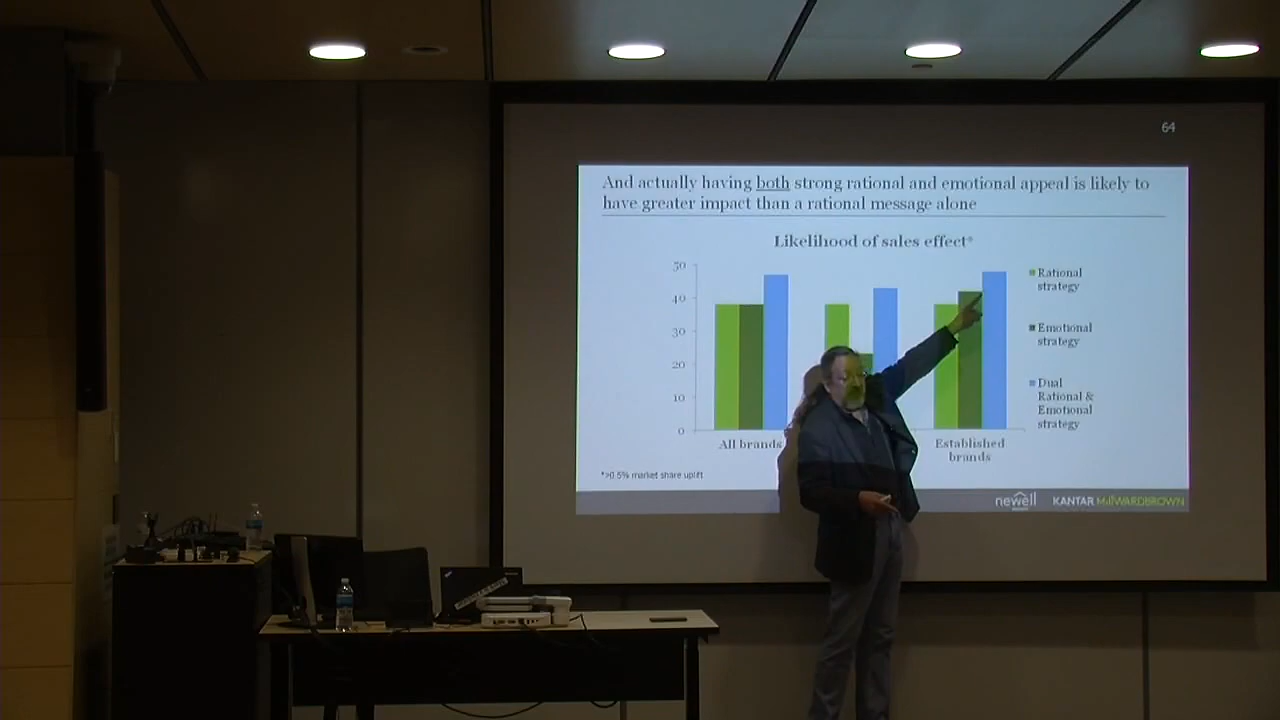 64
And actually having both strong rational and emotional appeal is likely to
have greater impact than a rational message alone
Likelihood of sales effect*
50
40
30
20
10
0
All brands
Established
brands
Rational
strategy
Emotional
strategy
Dual
Rational &
Emotional
strategy
*>0.5% market share uplift
newell
KANTAR MILLWARDBROWN